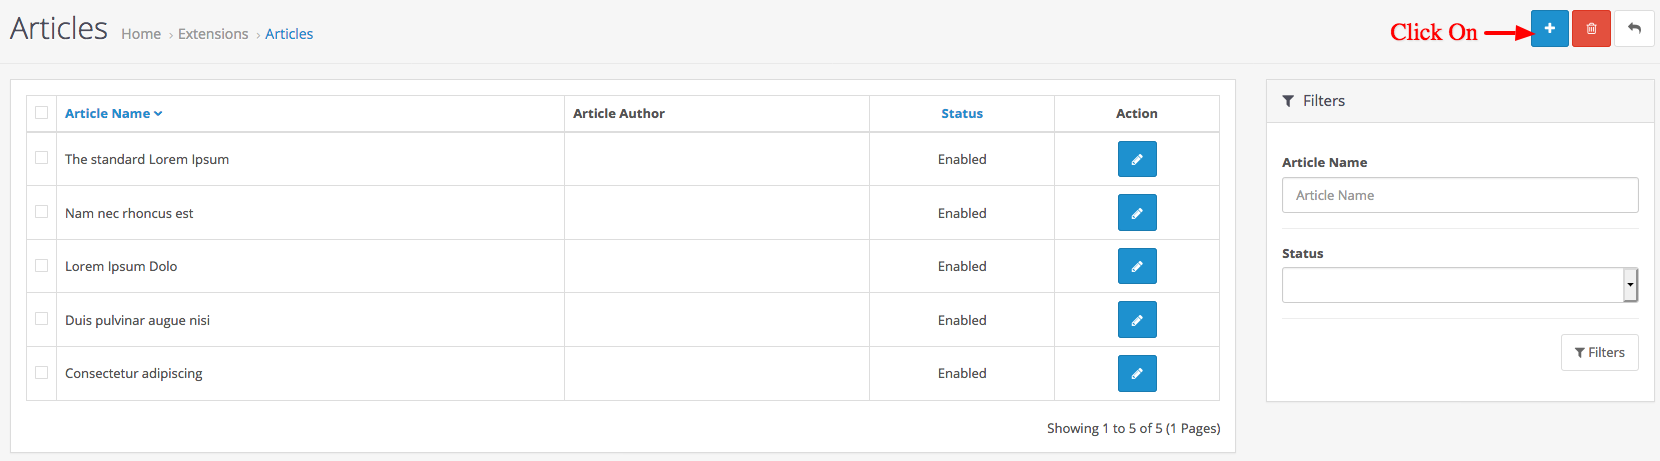 Articles Home › Extensions › Articles
Click On
Article Name Article Author Status Action
The standard Lorem Ipsum Enabled
Nam nec rhoncus est Enabled
Lorem Ipsum Dolo Enabled
Duis pulvinar augue nisi Enabled
Consectetur adipiscing Enabled
Showing 1 to 5 of 5 (1 Pages)
Filters
Article Name
Article Name
Status
Filters